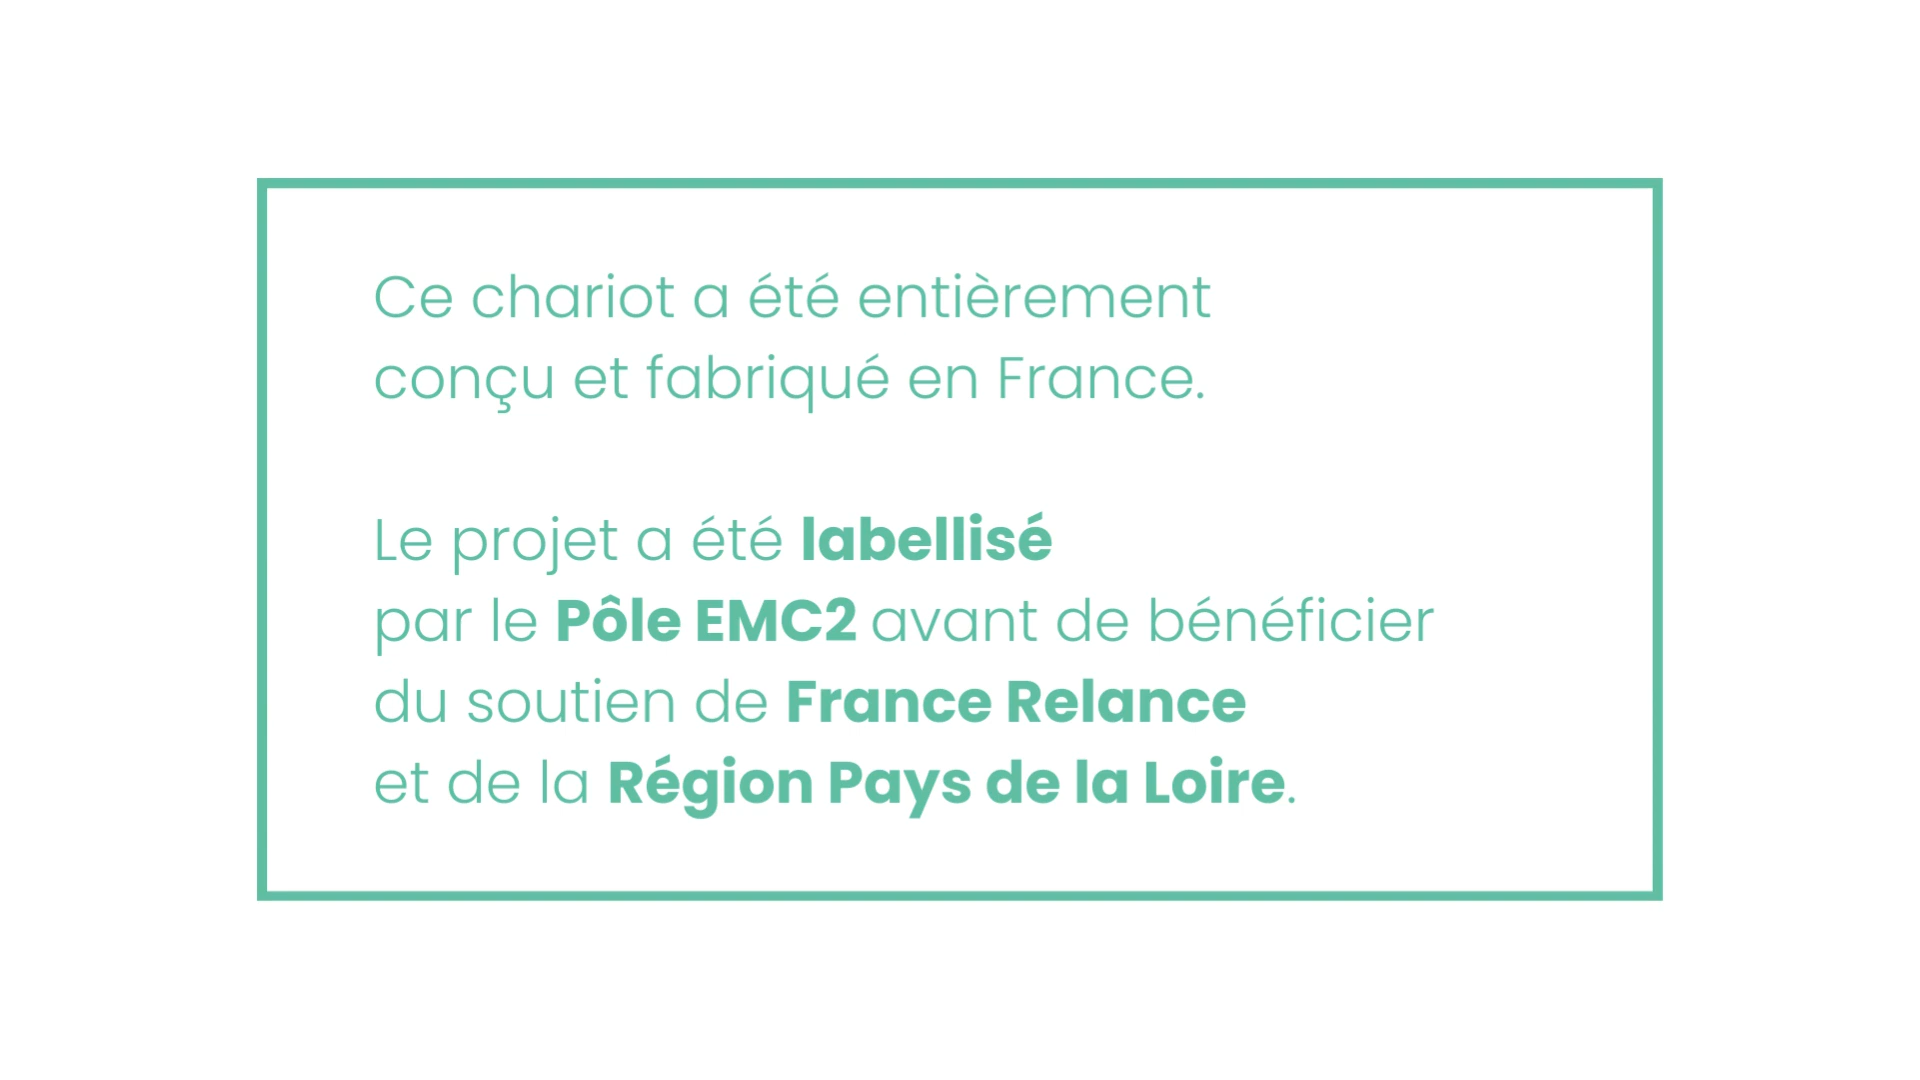 Ce chariot a été entièrement
conçu et fabriqué en France.
Le projet a été labellisé
par le Pôle EMC2 avant de bénéficier
du soutien de France Relance
et de la Région Pays de la Loire.